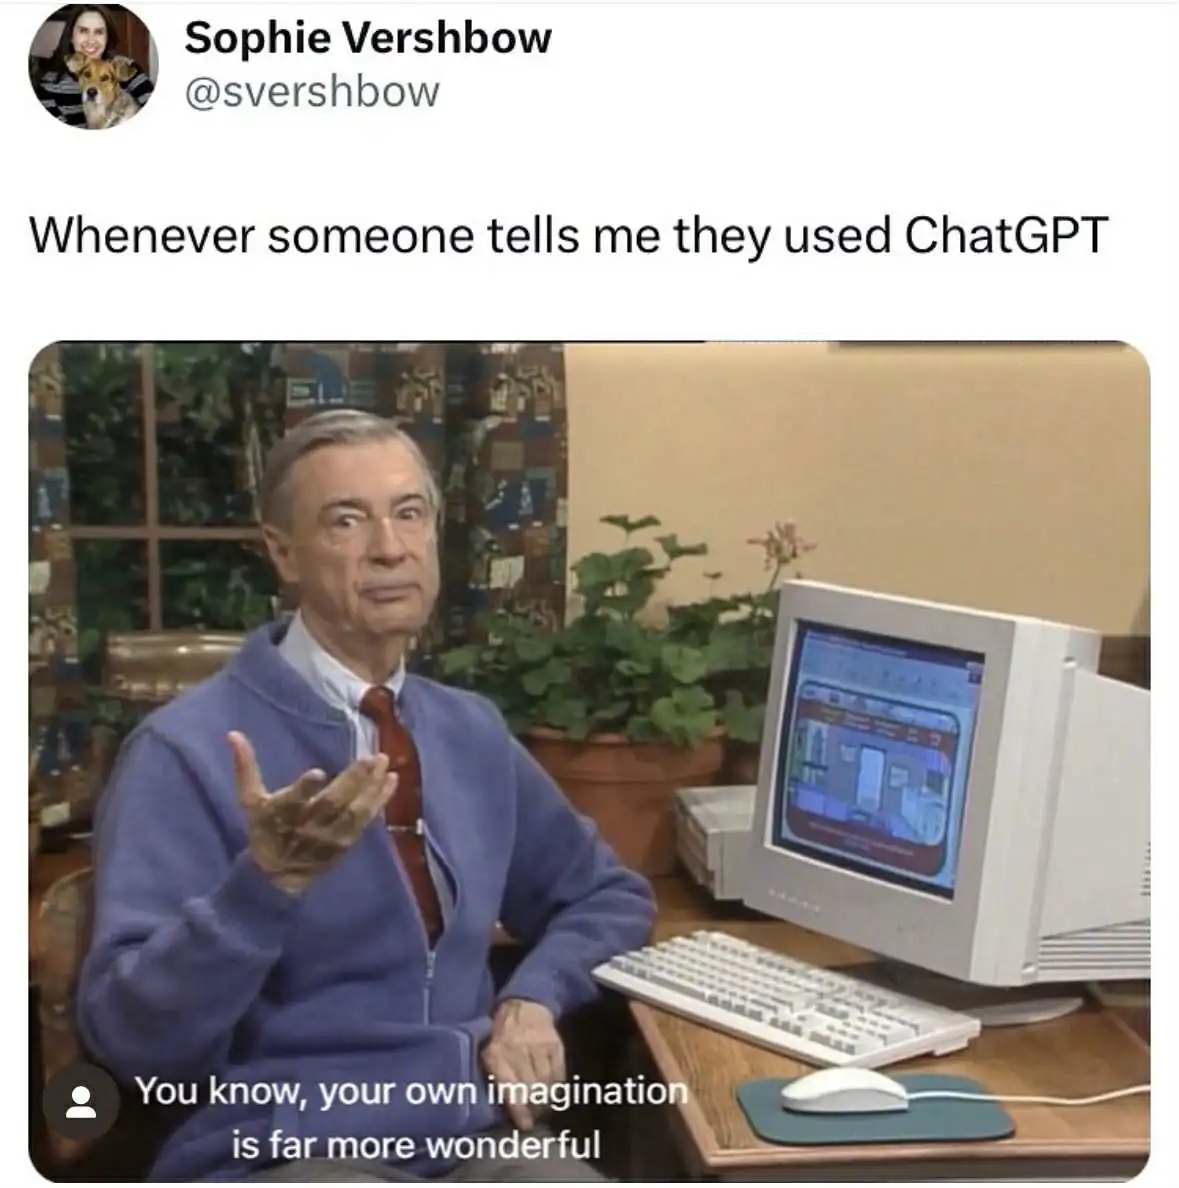 Sophie Vershbow
@svershbow
Whenever someone tells me they used ChatGPT
You know, your own imagination
is far more wonderful